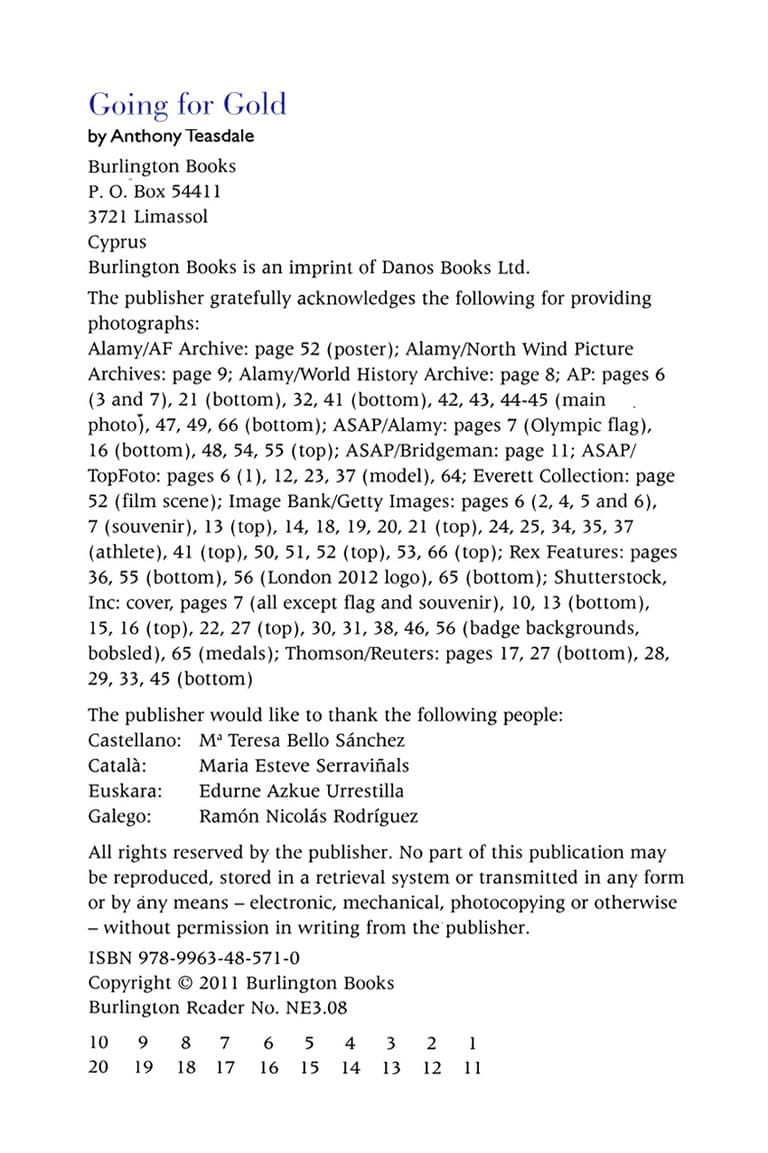 Going for Gold
by Anthony Teasdale
Burlington Books
P. O. Box 54411
3721 Limassol
Cyprus
Burlington Books is an imprint of Danos Books Ltd.
The publisher gratefully acknowledges the following for providing
photographs:
Alamy/AF Archive: page 52 (poster); Alamy/North Wind Picture
Archives: page 9; Alamy/World History Archive: page 8; AP: pages 6
(3 and 7), 21 (bottom), 32, 41 (bottom), 42, 43, 44-45 (main
photo), 47, 49, 66 (bottom); ASAP/Alamy: pages 7 (Olympic flag),
16 (bottom), 48, 54, 55 (top); ASAP/Bridgeman: page 11; ASAP/
TopFoto: pages 6 (1), 12, 23, 37 (model), 64; Everett Collection: page
52 (film scene); Image Bank/Getty Images: pages 6 (2, 4, 5 and 6),
7 (souvenir), 13 (top), 14, 18, 19, 20, 21 (top), 24, 25, 34, 35, 37
(athlete), 41 (top), 50, 51, 52 (top), 53, 66 (top); Rex Features: pages
36, 55 (bottom), 56 (London 2012 logo), 65 (bottom); Shutterstock,
Inc: cover, pages 7 (all except flag and souvenir), 10, 13 (bottom),
15, 16 (top), 22, 27 (top), 30, 31, 38, 46, 56 (badge backgrounds,
bobsled), 65 (medals); Thomson/Reuters: pages 17, 27 (bottom), 28,
29, 33, 45 (bottom)
The publisher would like to thank the following people:
Castellano: Mª Teresa Bello Sánchez
Català: Maria Esteve Serraviñals
Euskara: Edurne Azkue Urrestilla
Galego: Ramón Nicolás Rodríguez
All rights reserved by the publisher. No part of this publication may
be reproduced, stored in a retrieval system or transmitted in any form
or by any means – electronic, mechanical, photocopying or otherwise
– without permission in writing from the publisher.
ISBN 978-9963-48-571-0
Copyright © 2011 Burlington Books
Burlington Reader No. NE3.08
10 9 8 7 6 5 4 3 2 1
20 19 18 17 16 15 14 13 12 11